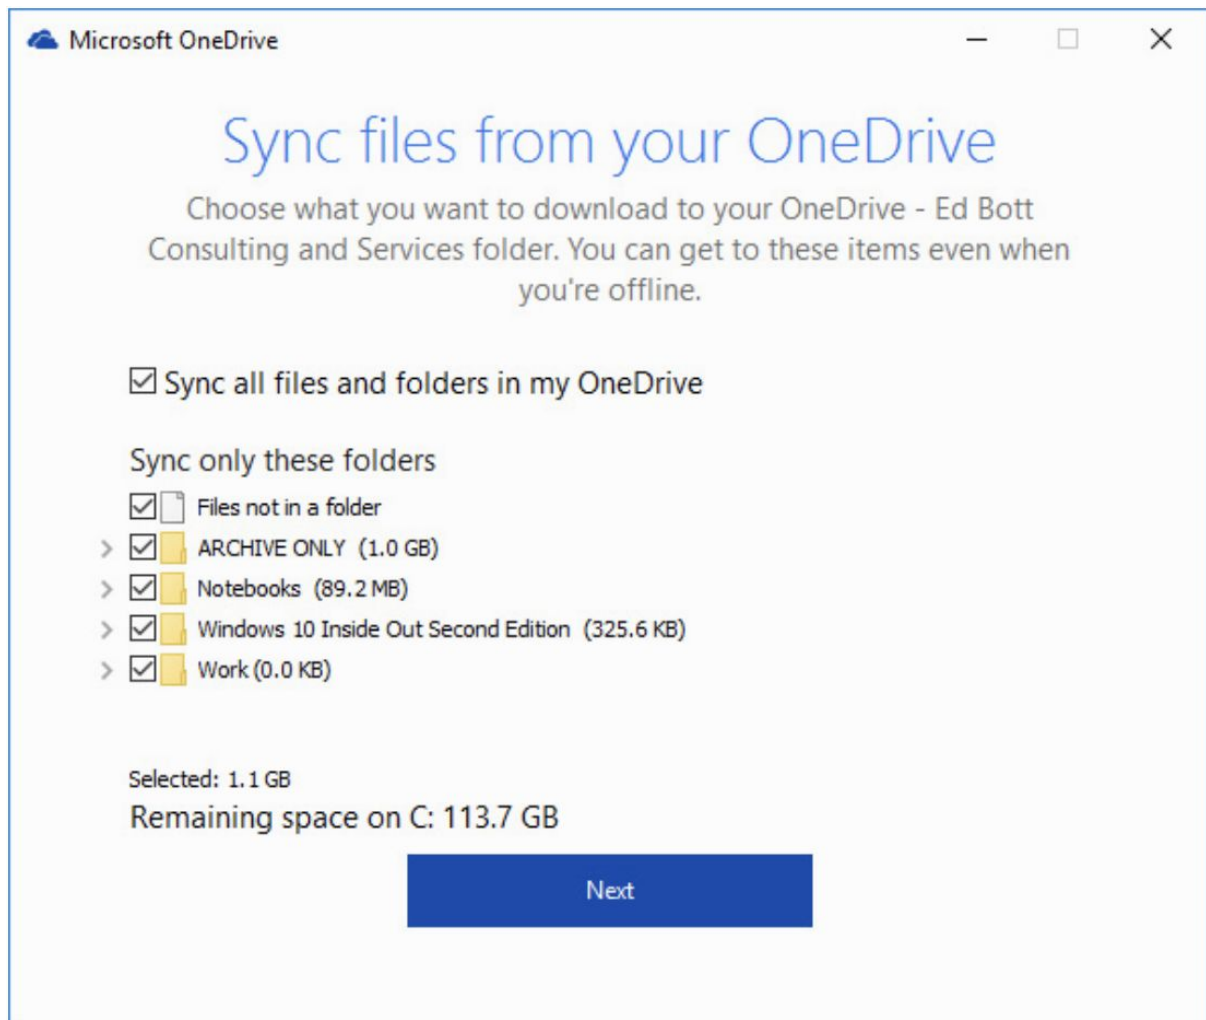 Microsoft OneDrive
Sync files from your OneDrive
Choose what you want to download to your OneDrive - Ed Bott
Consulting and Services folder. You can get to these items even when
you're offline.
Sync all files and folders in my OneDrive
Sync only these folders
Files not in a folder
ARCHIVE ONLY (1.0 GB)
Notebooks (89.2 MB)
Windows 10 Inside Out Second Edition (325.6 KB)
Work (0.0 KB)
Selected: 1.1 GB
Remaining space on C: 113.7 GB
Next